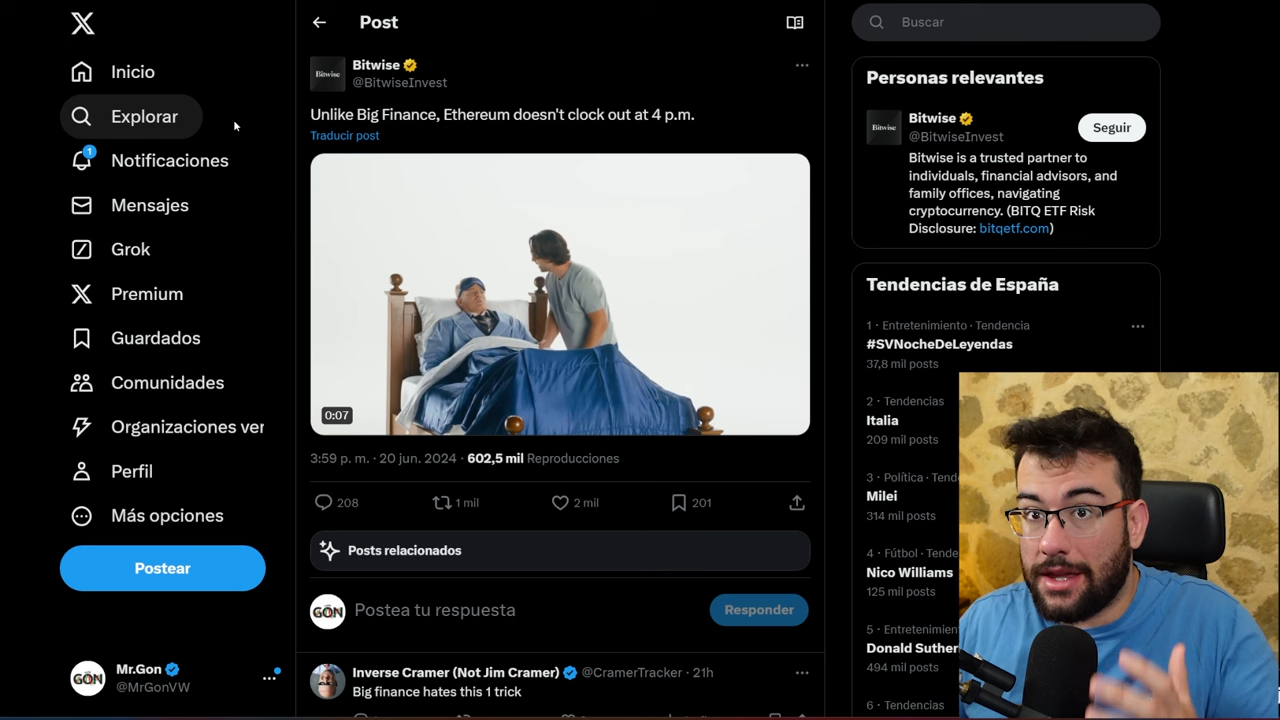 Inicio
Explorar
1
Notificaciones
Mensajes
Grok
Premium
Guardados
Comunidades
Organizaciones ver
Perfil
Más opciones
Postear
Mr.Gon
@MrGonVW
Post
Bitwise
Bitwise
@BitwiseInvest
Unlike Big Finance, Ethereum doesn't clock out at 4 p.m.
Traducir post
0:07
3:59 p. m. · 20 jun. 2024 · 602,5 mil Reproducciones
208
1 mil
2 mil
201
Posts relacionados
GON
Postea tu respuesta
Responder
Inverse Cramer (Not Jim Cramer) @CramerTracker · 21h
Big finance hates this 1 trick
Buscar
Personas relevantes
Bitwise
Bitwise
@BitwiseInvest
Seguir
Bitwise is a trusted partner to
individuals, financial advisors, and
family offices, navigating
cryptocurrency. (BITQ ETF Risk
Disclosure: bitqetf.com)
Tendencias de España
1 · Entretenimiento · Tendencia
#SVNocheDeLeyendas
37,8 mil posts
2 · Tendencias
Italia
209 mil posts
3 · Política · Tend
Milei
314 mil posts
4 · Fútbol · Tende
Nico Williams
125 mil posts
5 · Entretenimien
Donald Suther
494 mil posts
6 · Tendencias